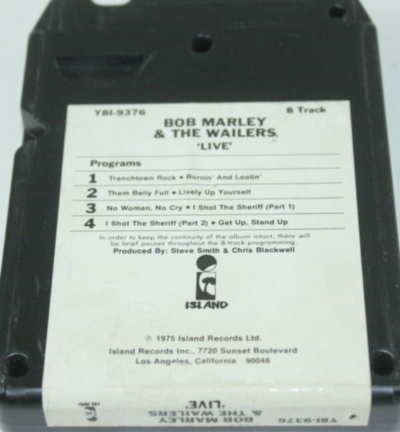 Y8I-9376 8 Track
BOB MARLEY
& THE WAILERS
'LIVE'
Programs
1 Trenchtown Rock • Burnin' And Lootin'
2 Them Belly Full • Lively Up Yourself
3 No Woman, No Cry • I Shot The Sheriff (Part 1)
4 I Shot The Sheriff (Part 2) • Get Up, Stand Up
In order to keep the continuity of the album intact, there will
be brief pauses throughout the 8-track programming.
Produced By: Steve Smith & Chris Blackwell
ISLAND
℗ 1975 Island Records Ltd.
Island Records Inc., 7720 Sunset Boulevard
Los Angeles, California 90046
Y8I-9376
BOB MARLEY
& THE WAILERS
'LIVE'
ISLAND